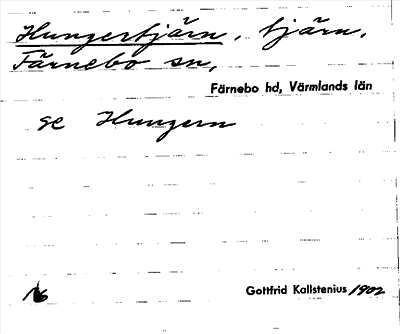 Hungertjärn, tjärn,
Färnebo sn,
Färnebo hd, Värmlands län
se Hungern
16
Gottfrid Kallstenius 1902